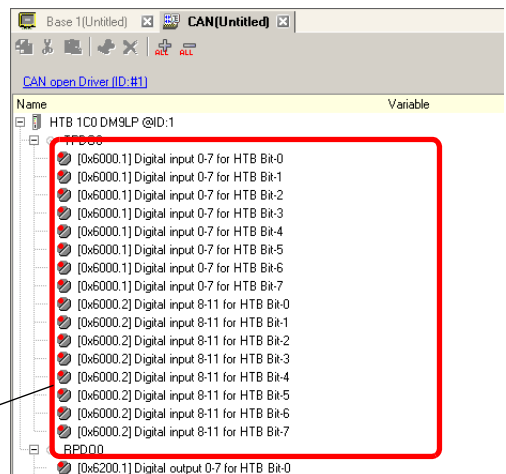 Base 1(Untitled) CAN(Untitled)
ALL ALL
CAN open Driver (ID:#1)
Name Variable
HTB 1C0 DM9LP @ID:1
TPDO0
[0x6000.1] Digital input 0-7 for HTB Bit-0
[0x6000.1] Digital input 0-7 for HTB Bit-1
[0x6000.1] Digital input 0-7 for HTB Bit-2
[0x6000.1] Digital input 0-7 for HTB Bit-3
[0x6000.1] Digital input 0-7 for HTB Bit-4
[0x6000.1] Digital input 0-7 for HTB Bit-5
[0x6000.1] Digital input 0-7 for HTB Bit-6
[0x6000.1] Digital input 0-7 for HTB Bit-7
[0x6000.2] Digital input 8-11 for HTB Bit-0
[0x6000.2] Digital input 8-11 for HTB Bit-1
[0x6000.2] Digital input 8-11 for HTB Bit-2
[0x6000.2] Digital input 8-11 for HTB Bit-3
[0x6000.2] Digital input 8-11 for HTB Bit-4
[0x6000.2] Digital input 8-11 for HTB Bit-5
[0x6000.2] Digital input 8-11 for HTB Bit-6
[0x6000.2] Digital input 8-11 for HTB Bit-7
RPDO0
[0x6200.1] Digital output 0-7 for HTB Bit-0